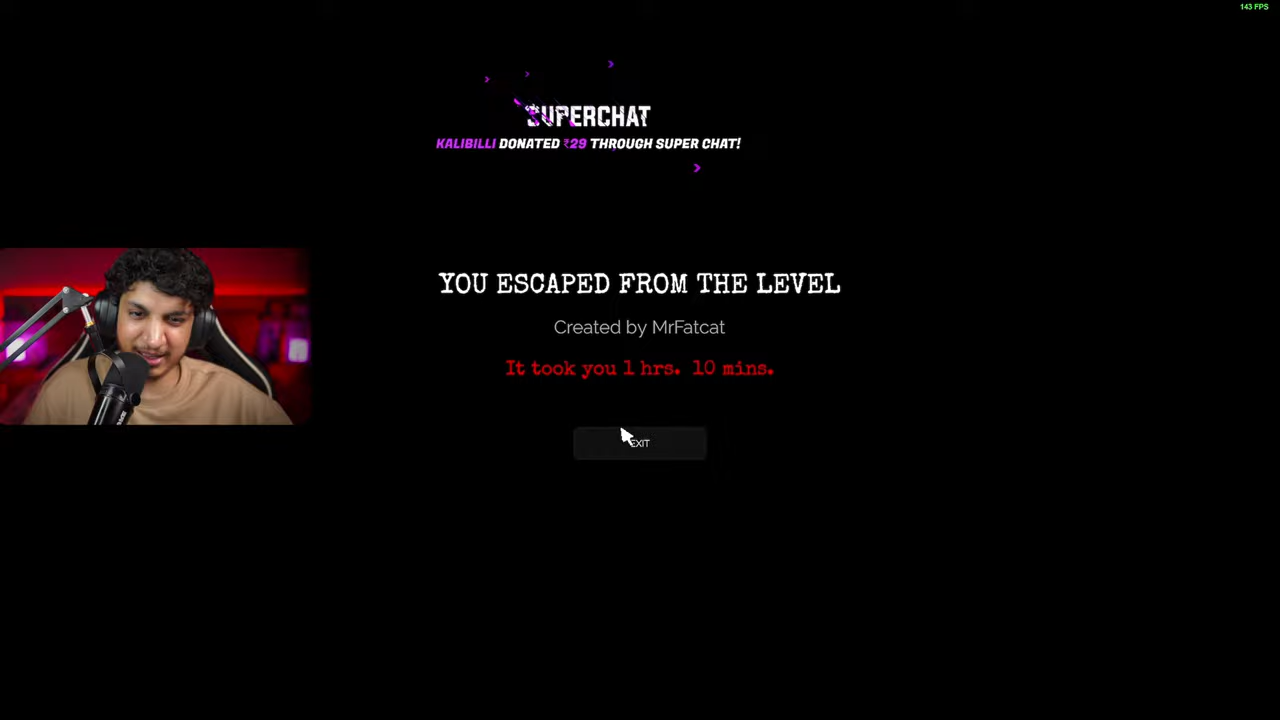 143 FPS
SUPERCHAT
KALIBILLI DONATED ₹29 THROUGH SUPER CHAT!
YOU ESCAPED FROM THE LEVEL
Created by MrFatcat
It took you 1 hrs. 10 mins.
EXIT